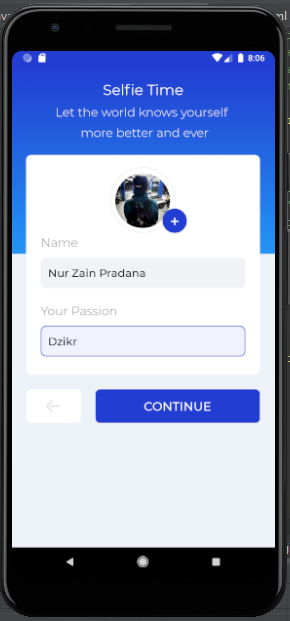 8:06
Selfie Time
Let the world knows yourself
more better and ever
+
Name
Nur Zain Pradana
Your Passion
Dzikr
CONTINUE